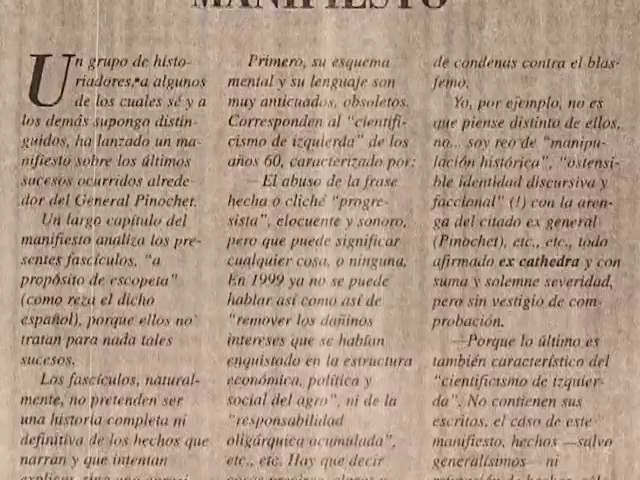 MANIFIESTO
Un grupo de histo-
riadores, a algunos
de los cuales sé y a
los demás supongo distin-
guidos, ha lanzado un ma-
nifiesto sobre los últimos
sucesos ocurridos alrede-
dor del General Pinochet.
Un largo capítulo del
manifiesto analiza los pre-
sentes fascículos, "a
propósito de escopeta"
(como reza el dicho
español), porque ellos no
tratan para nada tales
sucesos.
Los fascículos, natural-
mente, no pretenden ser
una historia completa ni
definitiva de los hechos que
narran y que intentan
Primero, su esquema
mental y su lenguaje son
muy anticuados, obsoletos.
Corresponden al "cientifi-
cismo de izquierda" de los
años 60, caracterizado por:
—El abuso de la frase
hecha o cliché "progre-
sista", elocuente y sonoro,
pero que puede significar
cualquier cosa, o ninguna.
En 1999 ya no se puede
hablar así como así de
"remover los dañinos
intereses que se habían
enquistado en la estructura
económica, política y
social del agro", ni de la
"responsabilidad
oligárquica acumulada",
etc., etc. Hay que decir
de condenas contra el blas-
femo.
Yo, por ejemplo, no es
que piense distinto de ellos,
no... soy reo de "manipu-
lación histórica", "ostensi-
ble identidad discursiva y
faccional" (!) con la aren-
ga del citado ex general
(Pinochet), etc., etc., todo
afirmado ex cathedra y con
suma y solemne severidad,
pero sin vestigio de com-
probación.
—Porque lo último es
también característico del
"cientificismo de izquier-
da". No contienen sus
escritos, el caso de este
manifiesto, hechos —salvo
generalísimos— ni